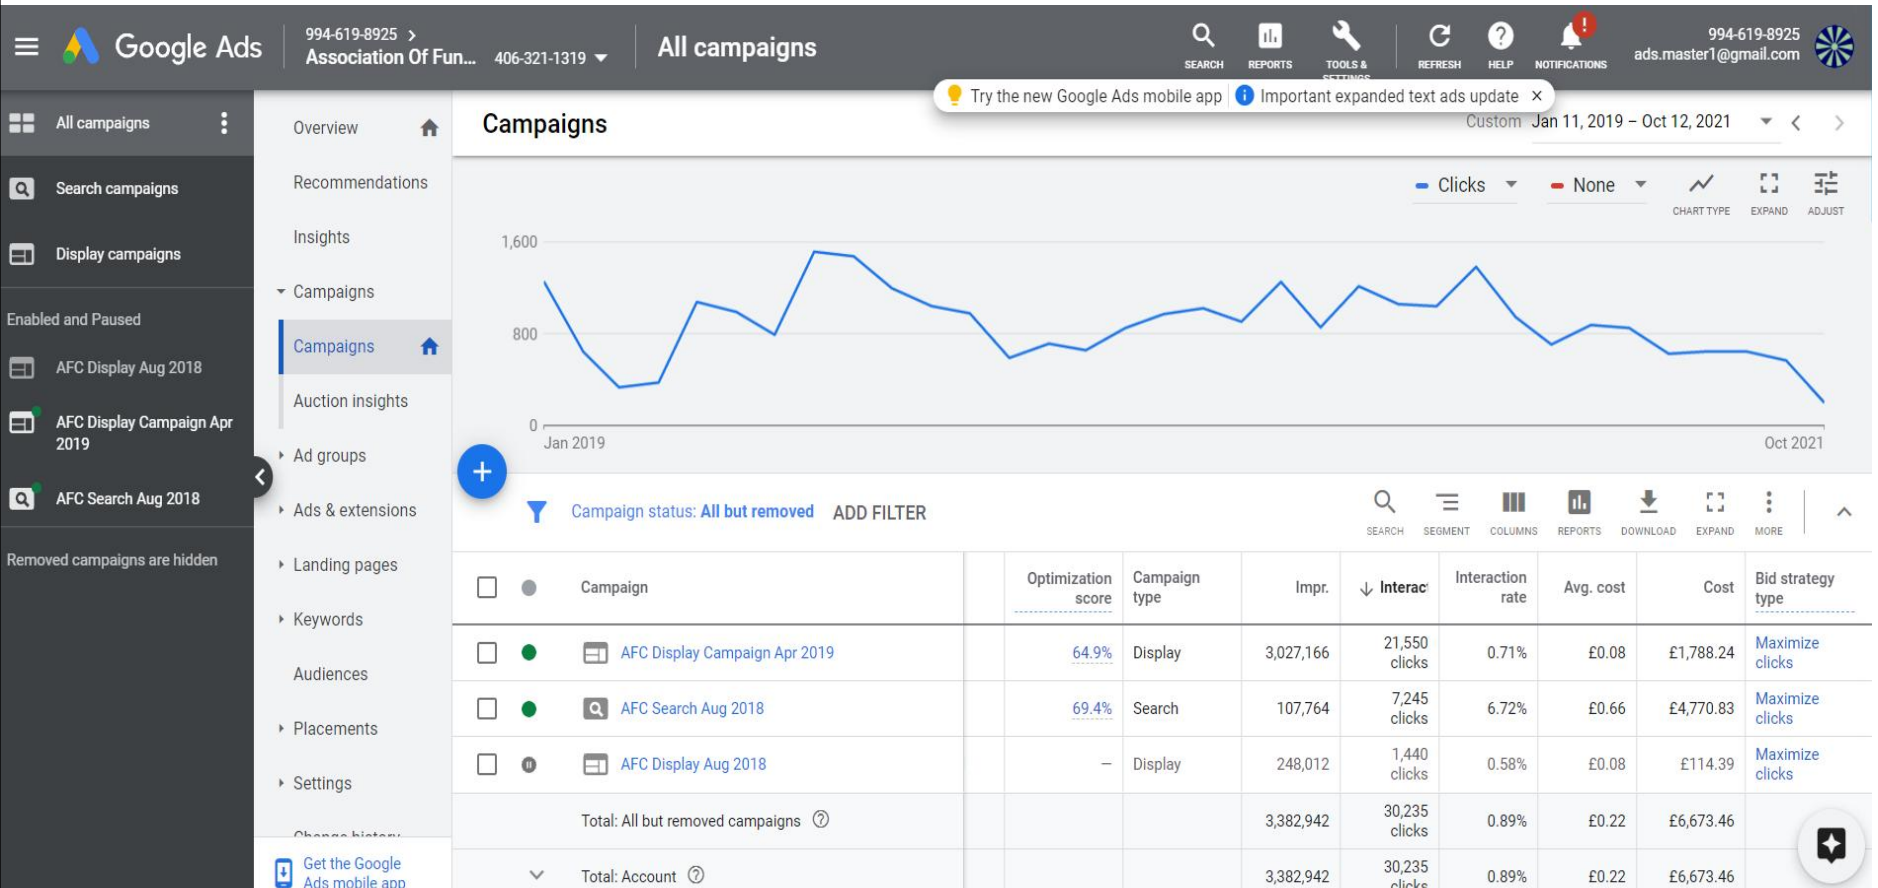 Google Ads
994-619-8925 >
Association Of Fun... 406-321-1319
All campaigns
SEARCH
REPORTS
TOOLS &
SETTINGS
REFRESH
HELP
!
NOTIFICATIONS
994-619-8925
ads.master1@gmail.com
Try the new Google Ads mobile app
Important expanded text ads update ×
All campaigns
Search campaigns
Display campaigns
Enabled and Paused
AFC Display Aug 2018
AFC Display Campaign Apr
2019
AFC Search Aug 2018
Removed campaigns are hidden
Overview
Recommendations
Insights
Campaigns
Campaigns
Auction insights
Ad groups
Ads & extensions
Landing pages
Keywords
Audiences
Placements
Settings
Change history
Get the Google
Ads mobile app
Campaigns
Custom Jan 11, 2019 – Oct 12, 2021
Clicks
None
CHART TYPE
EXPAND
ADJUST
1,600
800
0
Jan 2019
Oct 2021
Campaign status: All but removed ADD FILTER
SEARCH
SEGMENT
COLUMNS
REPORTS
DOWNLOAD
EXPAND
MORE
Campaign
Optimization
score
Campaign
type
Impr.
Interac
Interaction
rate
Avg. cost
Cost
Bid strategy
type
AFC Display Campaign Apr 2019
64.9%
Display
3,027,166
21,550
clicks
0.71%
£0.08
£1,788.24
Maximize
clicks
AFC Search Aug 2018
69.4%
Search
107,764
7,245
clicks
6.72%
£0.66
£4,770.83
Maximize
clicks
AFC Display Aug 2018
–
Display
248,012
1,440
clicks
0.58%
£0.08
£114.39
Maximize
clicks
Total: All but removed campaigns ?
3,382,942
30,235
clicks
0.89%
£0.22
£6,673.46
Total: Account ?
3,382,942
30,235
clicks
0.89%
£0.22
£6,673.46